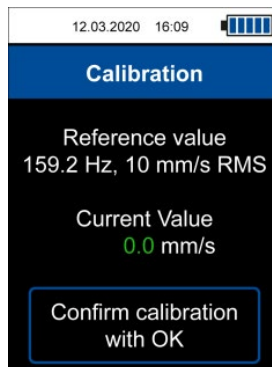 12.03.2020 16:09
Calibration
Reference value
159.2 Hz, 10 mm/s RMS
Current Value
0.0 mm/s
Confirm calibration
with OK